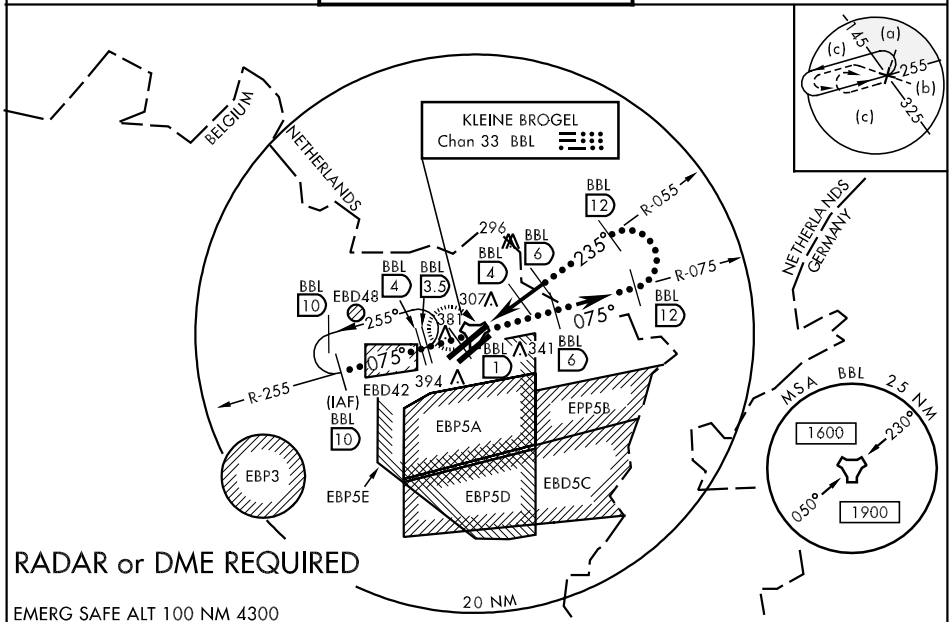 (a)
145
(c)
255
(b)
325
(c)
BELGIUM
NETHERLANDS
KLEINE BROGEL
Chan 33 BBL
NETHERLANDS
GERMANY
BBL
12
R-055
235°
296
BBL
6
BBL
4
R-075
075°
BBL
12
BBL
10
EBD48
BBL
4
BBL
3.5
307
381
255°
075°
BBL
1
341
BBL
6
R-255
(IAF)
BBL
10
EBD42
394
EBP5A
EPP5B
EBP3
EBP5E
EBP5D
EBD5C
MSA BBL 25 NM
1600
230°
050°
1900
RADAR or DME REQUIRED
20 NM
EMERG SAFE ALT 100 NM 4300